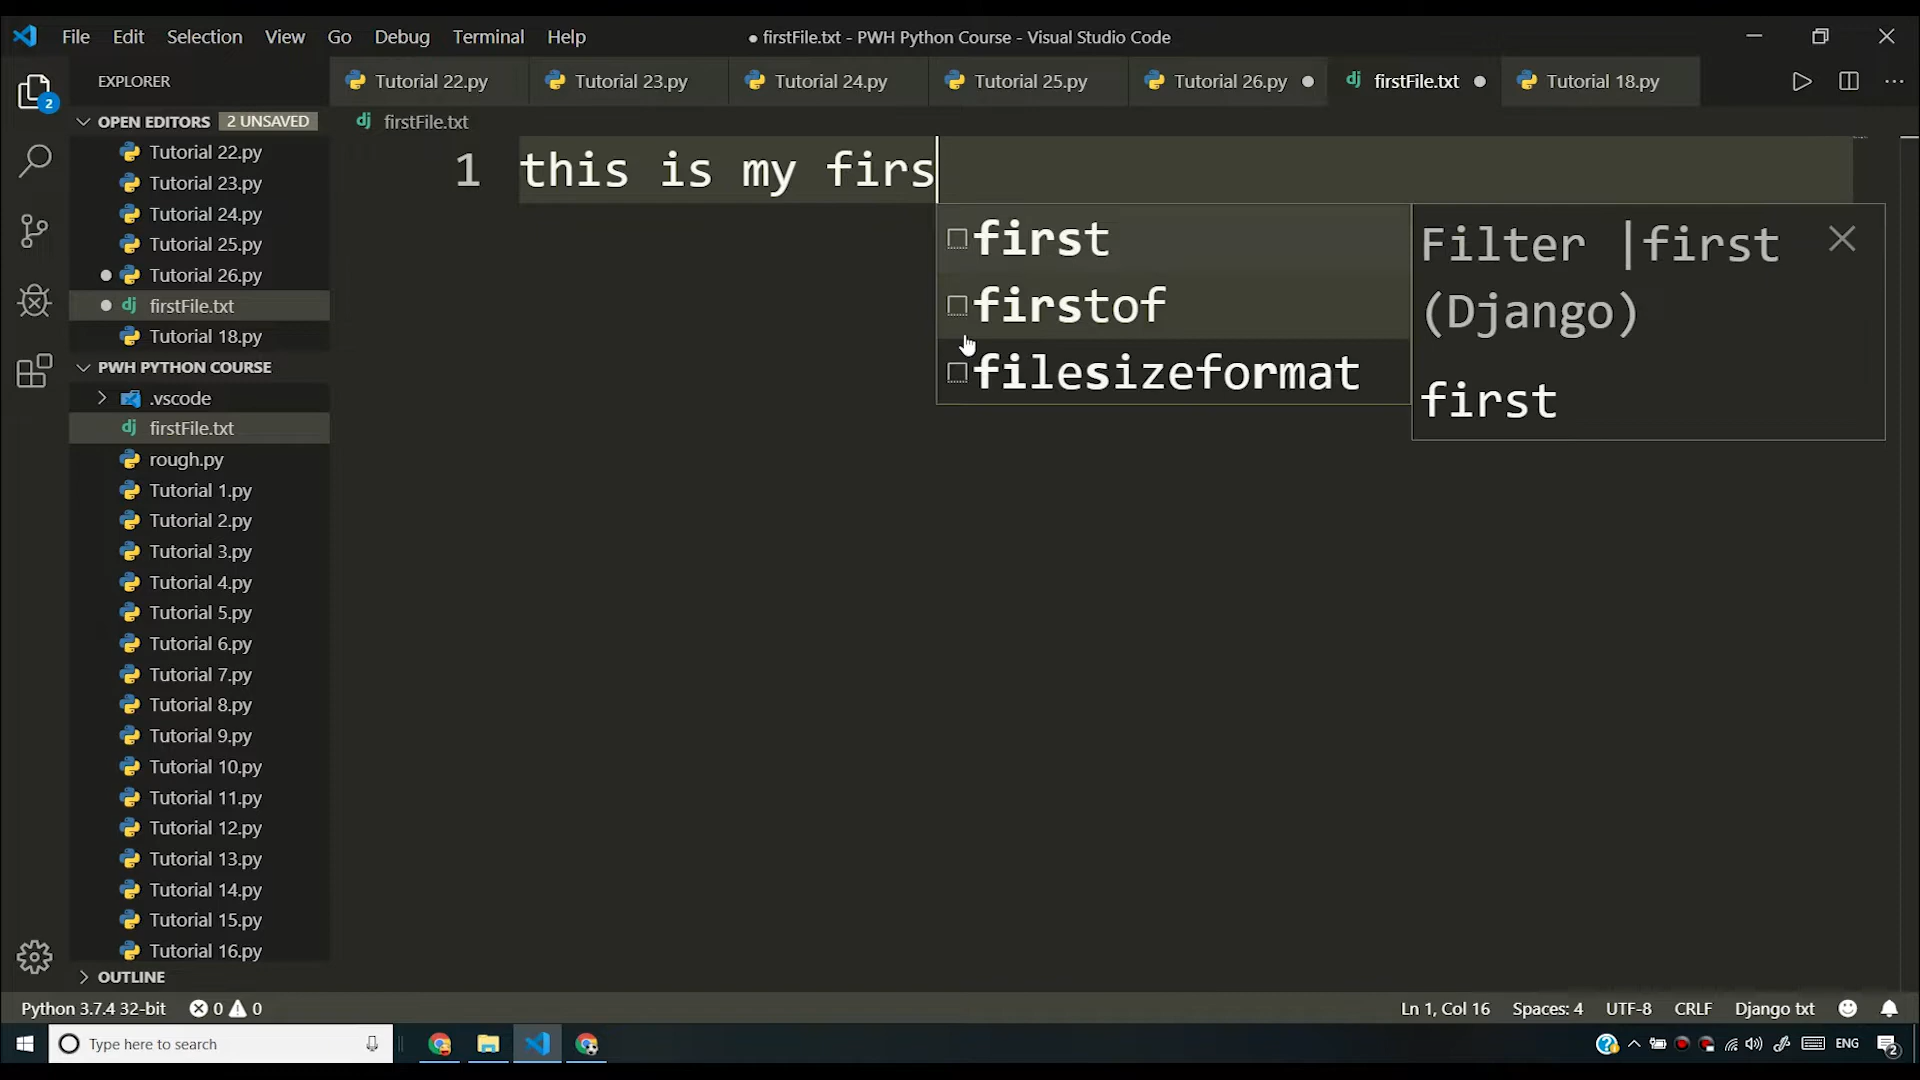 File Edit Selection View Go Debug Terminal Help
● firstFile.txt - PWH Python Course - Visual Studio Code
EXPLORER
Tutorial 22.py
Tutorial 23.py
Tutorial 24.py
Tutorial 25.py
Tutorial 26.py
firstFile.txt
Tutorial 18.py
2
OPEN EDITORS 2 UNSAVED
firstFile.txt
Tutorial 22.py
Tutorial 23.py
Tutorial 24.py
Tutorial 25.py
Tutorial 26.py
firstFile.txt
Tutorial 18.py
PWH PYTHON COURSE
.vscode
firstFile.txt
rough.py
Tutorial 1.py
Tutorial 2.py
Tutorial 3.py
Tutorial 4.py
Tutorial 5.py
Tutorial 6.py
Tutorial 7.py
Tutorial 8.py
Tutorial 9.py
Tutorial 10.py
Tutorial 11.py
Tutorial 12.py
Tutorial 13.py
Tutorial 14.py
Tutorial 15.py
Tutorial 16.py
OUTLINE
1 this is my firs
first
firstof
filesizeformat
Filter |first
(Django)
first
Python 3.7.4 32-bit 0 0
Ln 1, Col 16 Spaces: 4 UTF-8 CRLF Django txt
Type here to search
ENG
2